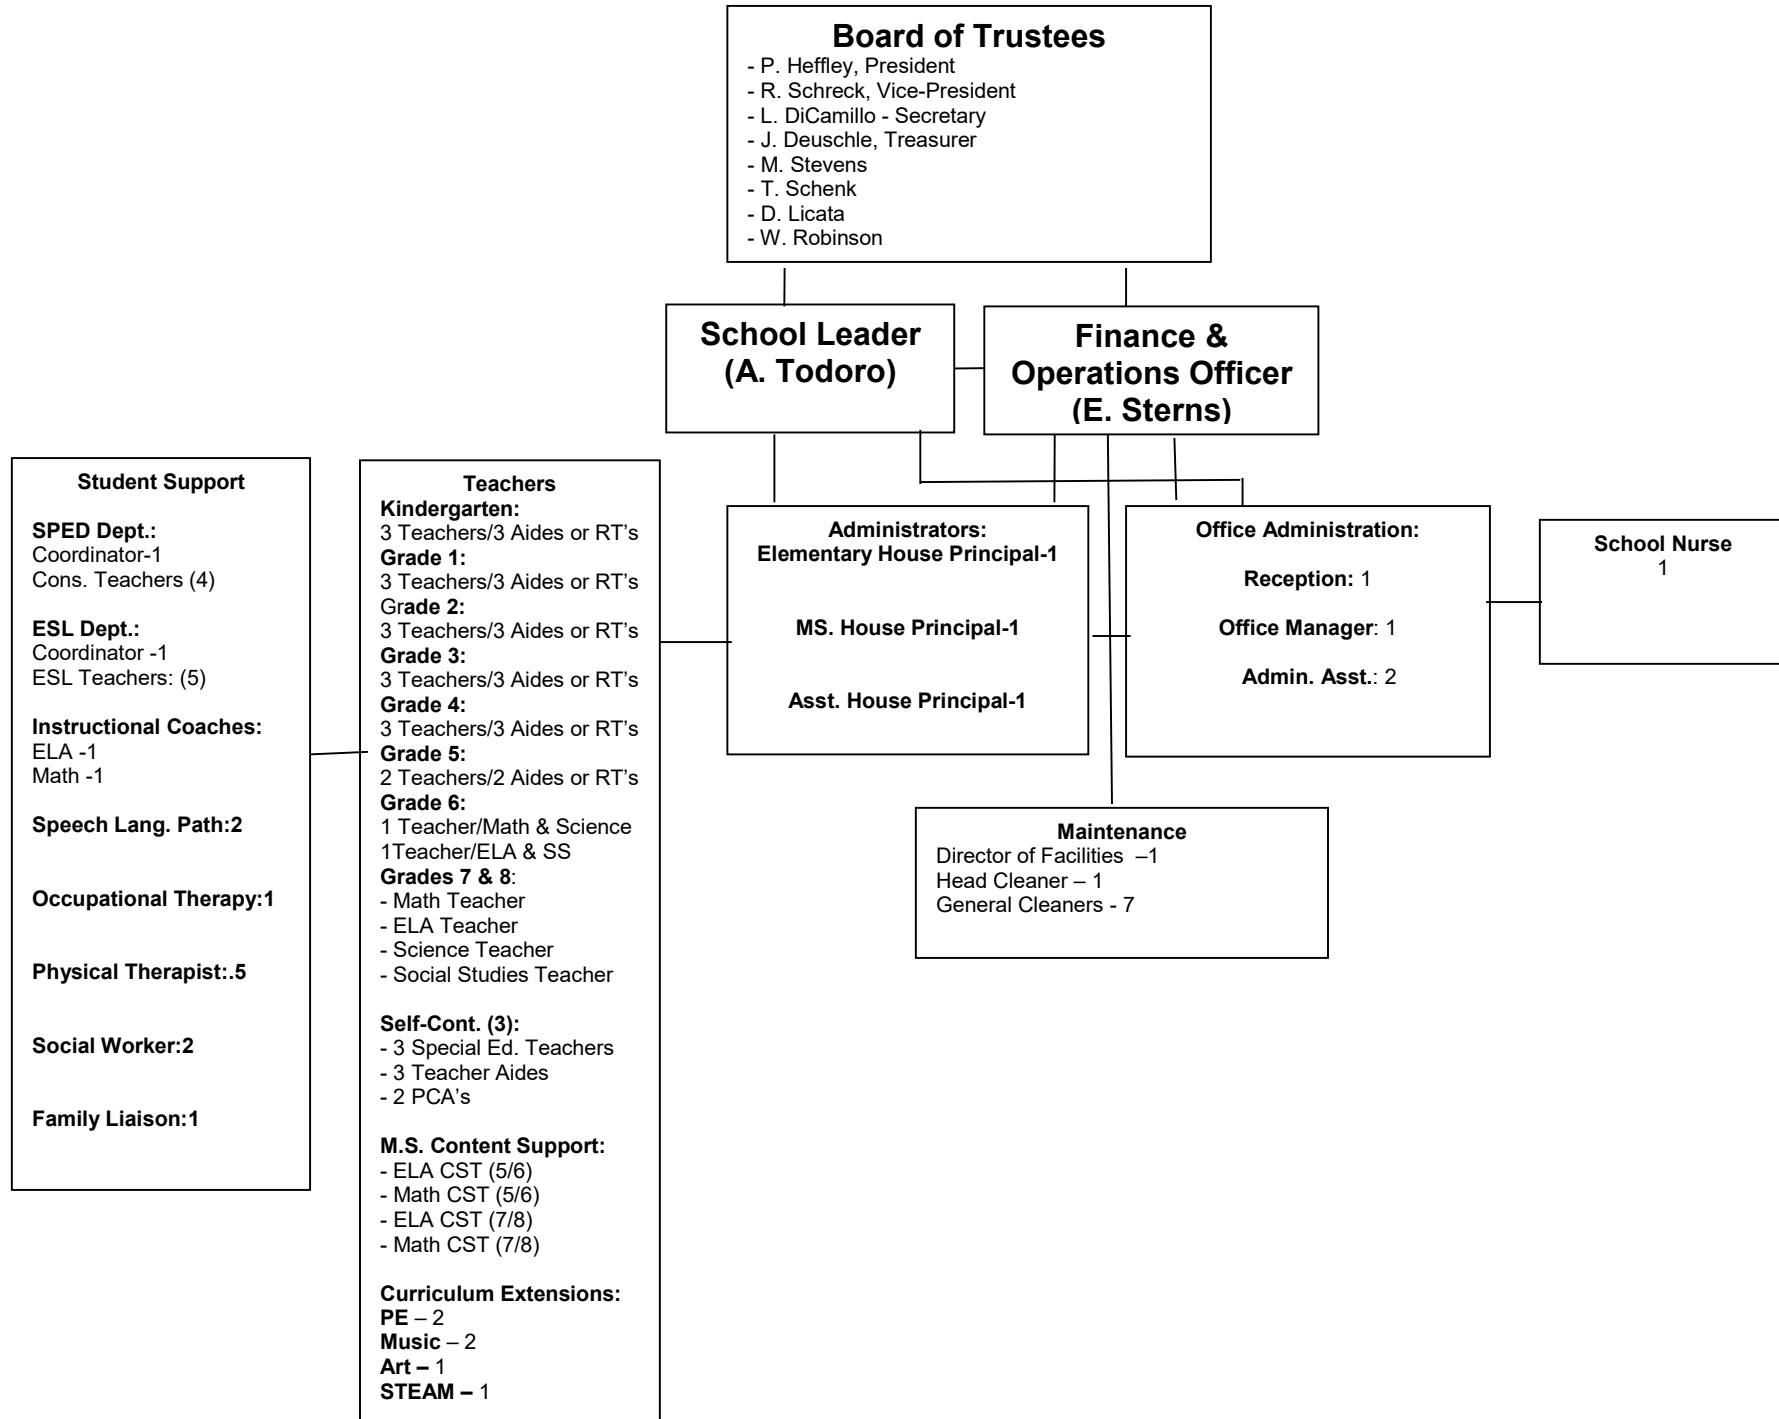 Board of Trustees
- P. Heffley, President
- R. Schreck, Vice-President
- L. DiCamillo - Secretary
- J. Deuschle, Treasurer
- M. Stevens
- T. Schenk
- D. Licata
- W. Robinson
School Leader
(A. Todoro)
Finance &
Operations Officer
(E. Sterns)
Student Support
SPED Dept.:
Coordinator-1
Cons. Teachers (4)
ESL Dept.:
Coordinator -1
ESL Teachers: (5)
Instructional Coaches:
ELA -1
Math -1
Speech Lang. Path:2
Occupational Therapy:1
Physical Therapist:.5
Social Worker:2
Family Liaison:1
Teachers
Kindergarten:
3 Teachers/3 Aides or RT’s
Grade 1:
3 Teachers/3 Aides or RT’s
Grade 2:
3 Teachers/3 Aides or RT’s
Grade 3:
3 Teachers/3 Aides or RT’s
Grade 4:
3 Teachers/3 Aides or RT’s
Grade 5:
2 Teachers/2 Aides or RT’s
Grade 6:
1 Teacher/Math & Science
1Teacher/ELA & SS
Grades 7 & 8:
- Math Teacher
- ELA Teacher
- Science Teacher
- Social Studies Teacher
Self-Cont. (3):
- 3 Special Ed. Teachers
- 3 Teacher Aides
- 2 PCA’s
M.S. Content Support:
- ELA CST (5/6)
- Math CST (5/6)
- ELA CST (7/8)
- Math CST (7/8)
Curriculum Extensions:
PE – 2
Music – 2
Art – 1
STEAM – 1
Administrators:
Elementary House Principal-1
MS. House Principal-1
Asst. House Principal-1
Office Administration:
Reception: 1
Office Manager: 1
Admin. Asst.: 2
School Nurse
1
Maintenance
Director of Facilities –1
Head Cleaner – 1
General Cleaners - 7